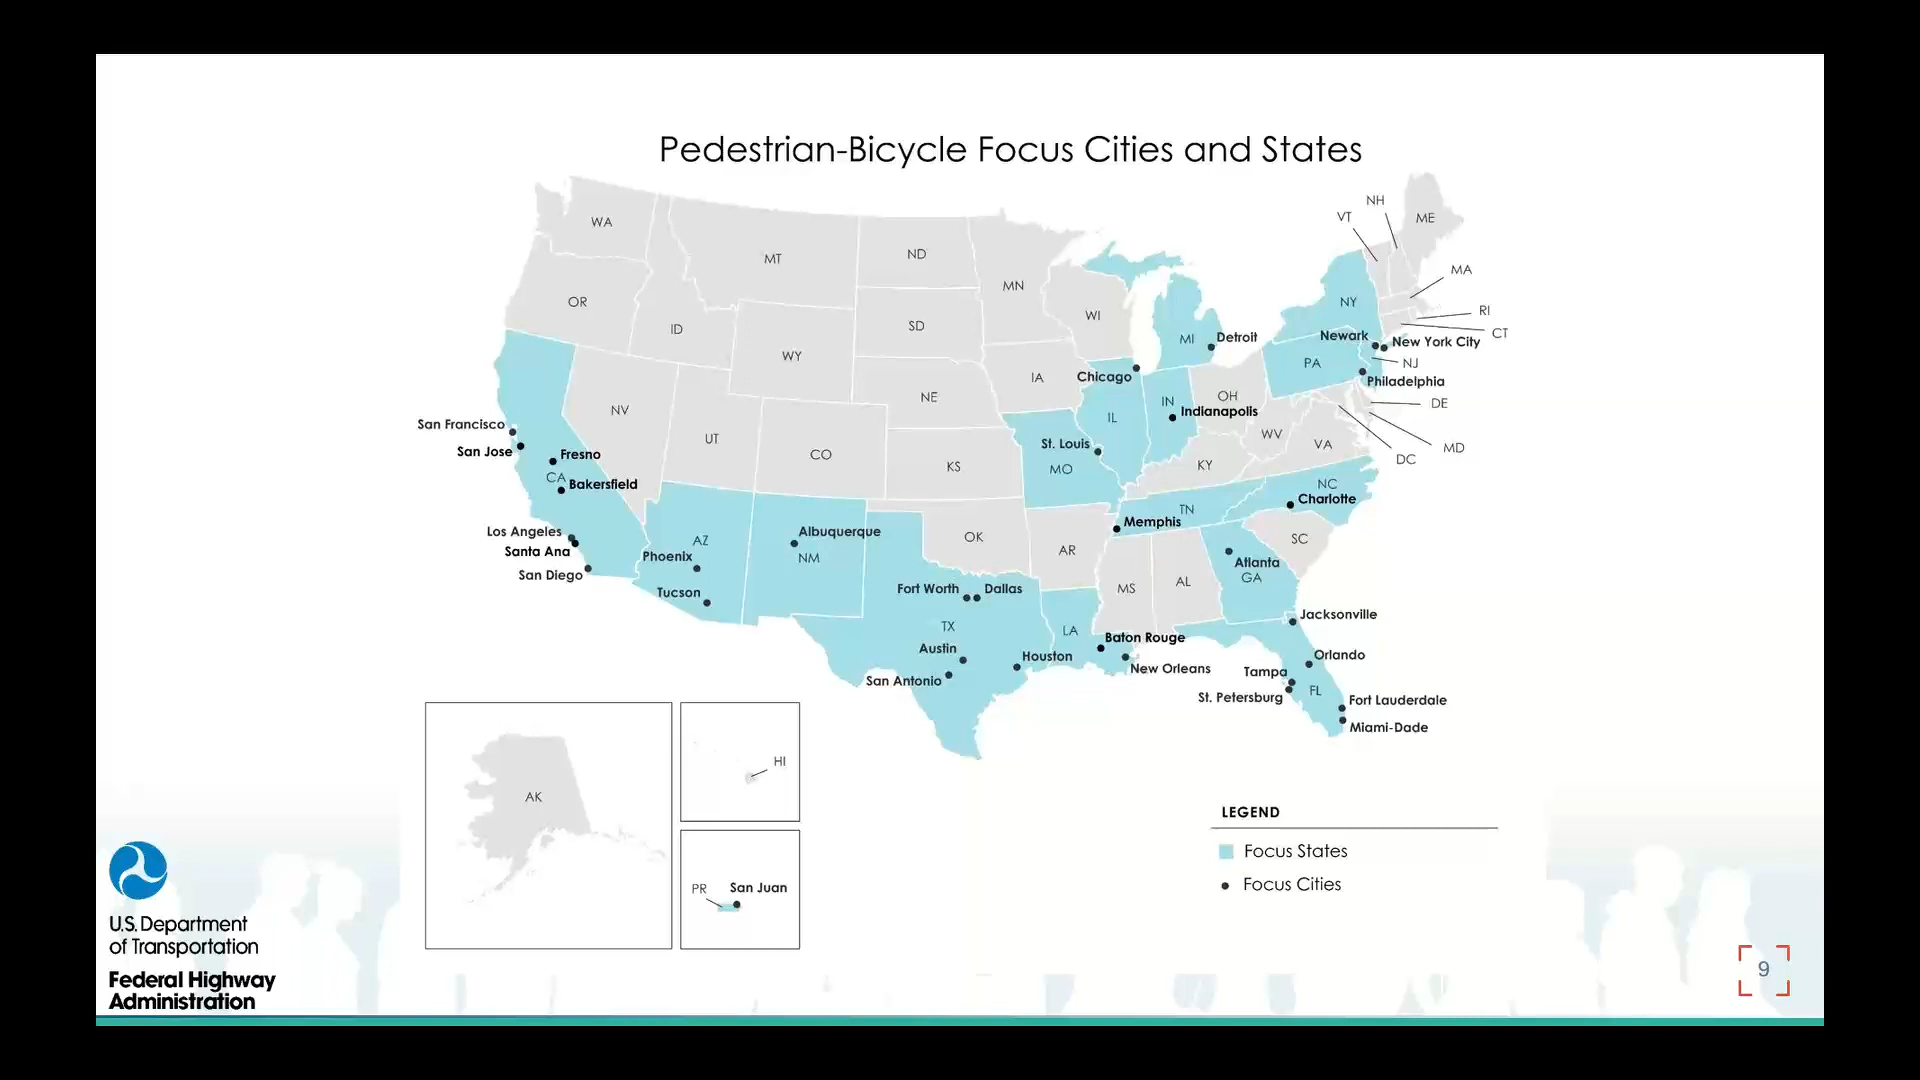 Pedestrian-Bicycle Focus Cities and States
WA
MT
ND
MN
VT
NH
ME
OR
ID
SD
WI
MI
Detroit
NY
MA
RI
CT
Newark
New York City
WY
IA
Chicago
PA
NJ
Philadelphia
NE
NV
UT
CO
KS
IL
IN
Indianapolis
OH
WV
VA
DE
MD
DC
San Francisco
San Jose
Fresno
CA
Bakersfield
St. Louis
MO
KY
NC
Charlotte
TN
Memphis
Los Angeles
Santa Ana
San Diego
AZ
Phoenix
Tucson
Albuquerque
NM
OK
AR
SC
Atlanta
GA
Fort Worth
Dallas
MS
AL
TX
LA
Austin
San Antonio
Houston
Baton Rouge
New Orleans
Jacksonville
Orlando
Tampa
St. Petersburg
FL
Fort Lauderdale
Miami-Dade
AK
HI
PR
San Juan
LEGEND
Focus States
Focus Cities
U.S. Department
of Transportation
Federal Highway
Administration
9